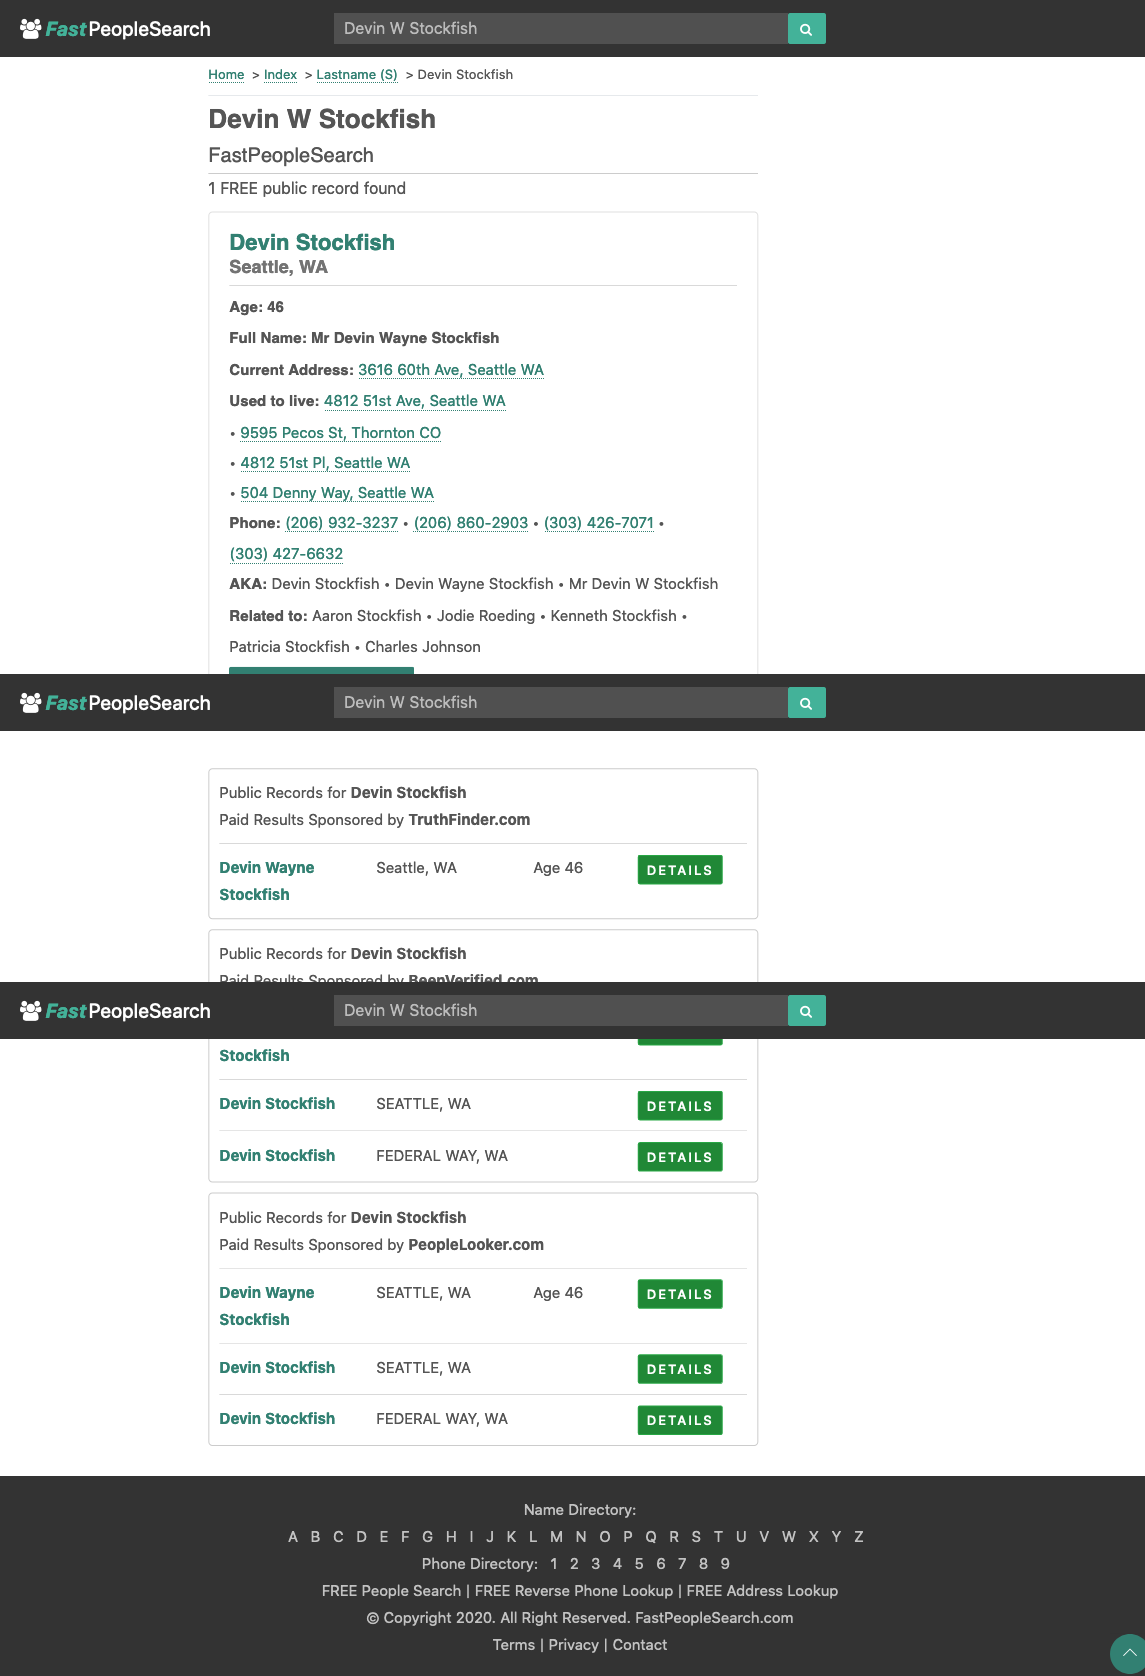 FastPeopleSearch Devin W Stockfish
Home > Index > Lastname (S) > Devin Stockfish
Devin W Stockfish
FastPeopleSearch
1 FREE public record found
Devin Stockfish
Seattle, WA
Age: 46
Full Name: Mr Devin Wayne Stockfish
Current Address: 3616 60th Ave, Seattle WA
Used to live: 4812 51st Ave, Seattle WA
• 9595 Pecos St, Thornton CO
• 4812 51st Pl, Seattle WA
• 504 Denny Way, Seattle WA
Phone: (206) 932-3237 • (206) 860-2903 • (303) 426-7071 •
(303) 427-6632
AKA: Devin Stockfish • Devin Wayne Stockfish • Mr Devin W Stockfish
Related to: Aaron Stockfish • Jodie Roeding • Kenneth Stockfish •
Patricia Stockfish • Charles Johnson
FastPeopleSearch Devin W Stockfish
Public Records for Devin Stockfish
Paid Results Sponsored by TruthFinder.com
Devin Wayne Seattle, WA Age 46 DETAILS
Stockfish
Public Records for Devin Stockfish
Paid Results Sponsored by BeenVerified.com
FastPeopleSearch Devin W Stockfish
Stockfish
Devin Stockfish SEATTLE, WA DETAILS
Devin Stockfish FEDERAL WAY, WA DETAILS
Public Records for Devin Stockfish
Paid Results Sponsored by PeopleLooker.com
Devin Wayne SEATTLE, WA Age 46 DETAILS
Stockfish
Devin Stockfish SEATTLE, WA DETAILS
Devin Stockfish FEDERAL WAY, WA DETAILS
Name Directory:
A B C D E F G H I J K L M N O P Q R S T U V W X Y Z
Phone Directory: 1 2 3 4 5 6 7 8 9
FREE People Search | FREE Reverse Phone Lookup | FREE Address Lookup
© Copyright 2020. All Right Reserved. FastPeopleSearch.com
Terms | Privacy | Contact